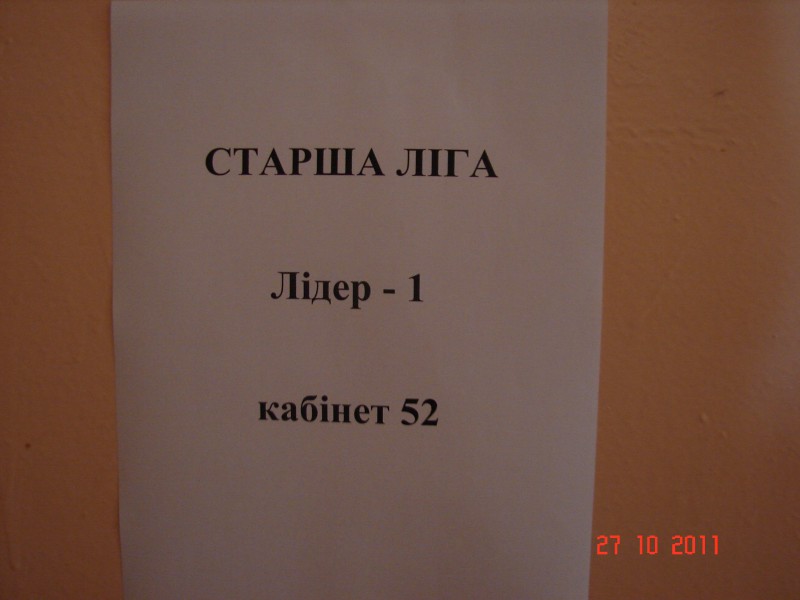 СТАРША ЛІГА
Лідер - 1
кабінет 52
27 10 2011